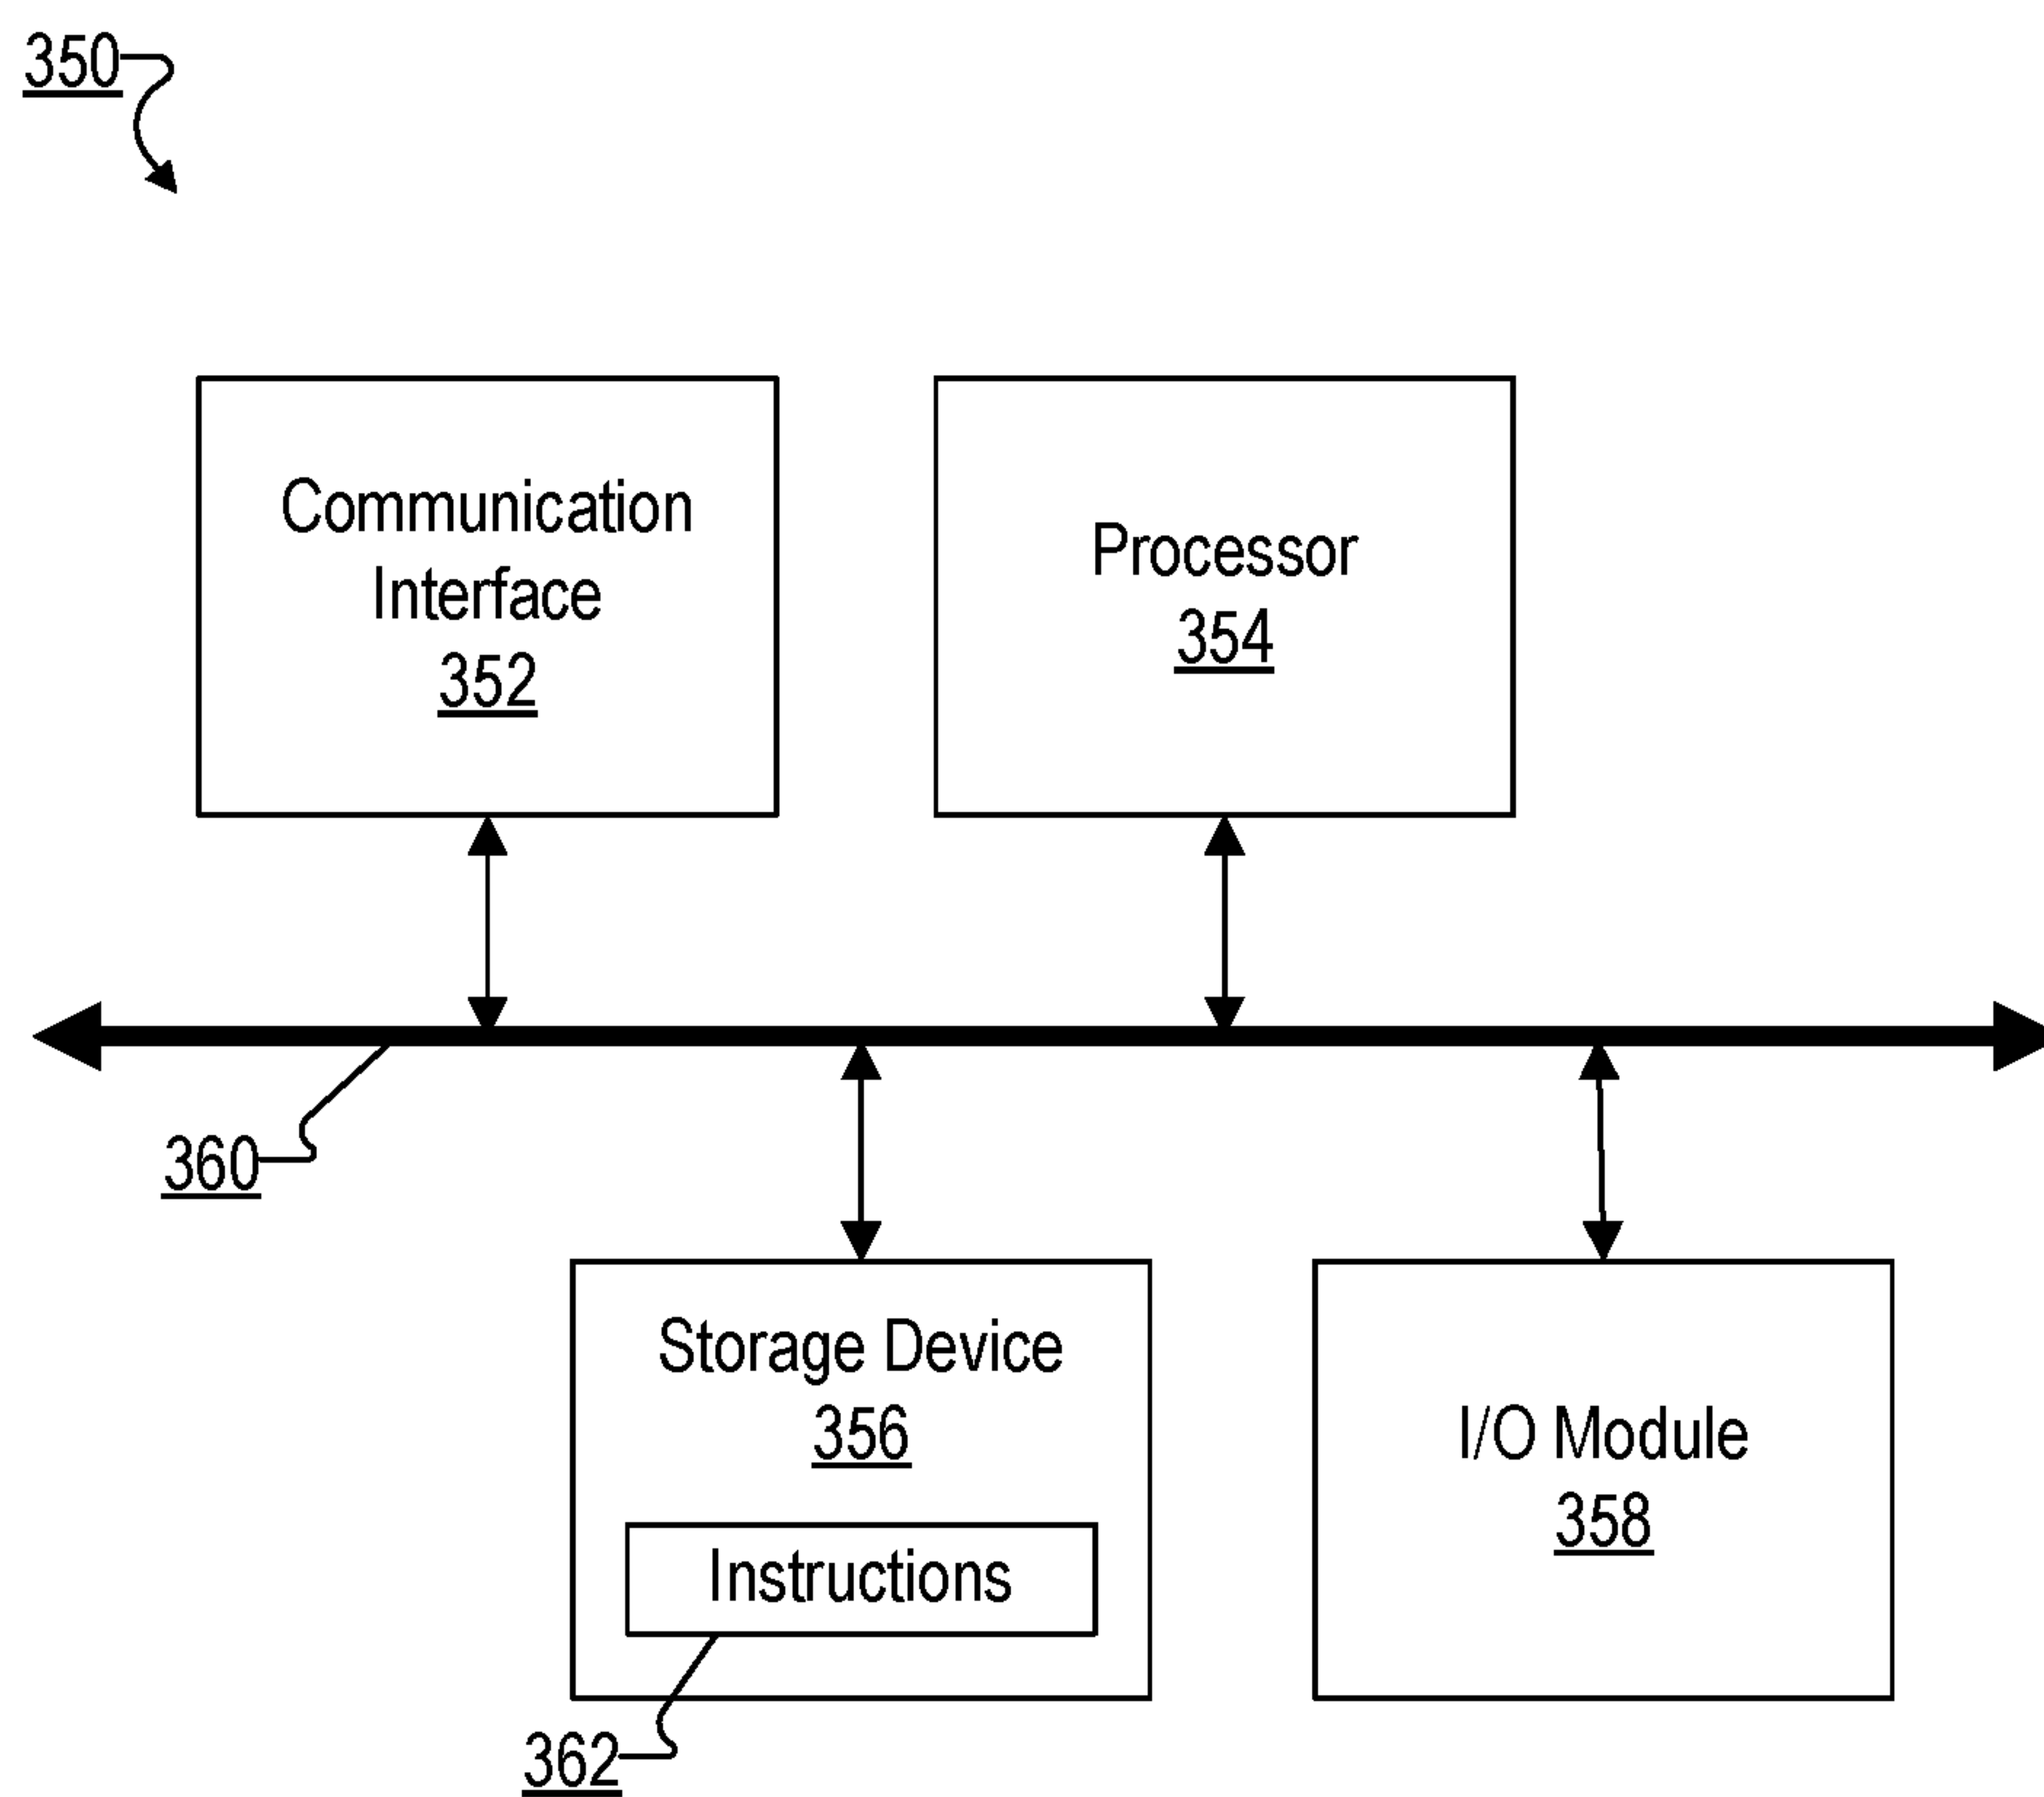 350
Communication
Interface
352
Processor
354
360
Storage Device
356
Instructions
362
I/O Module
358